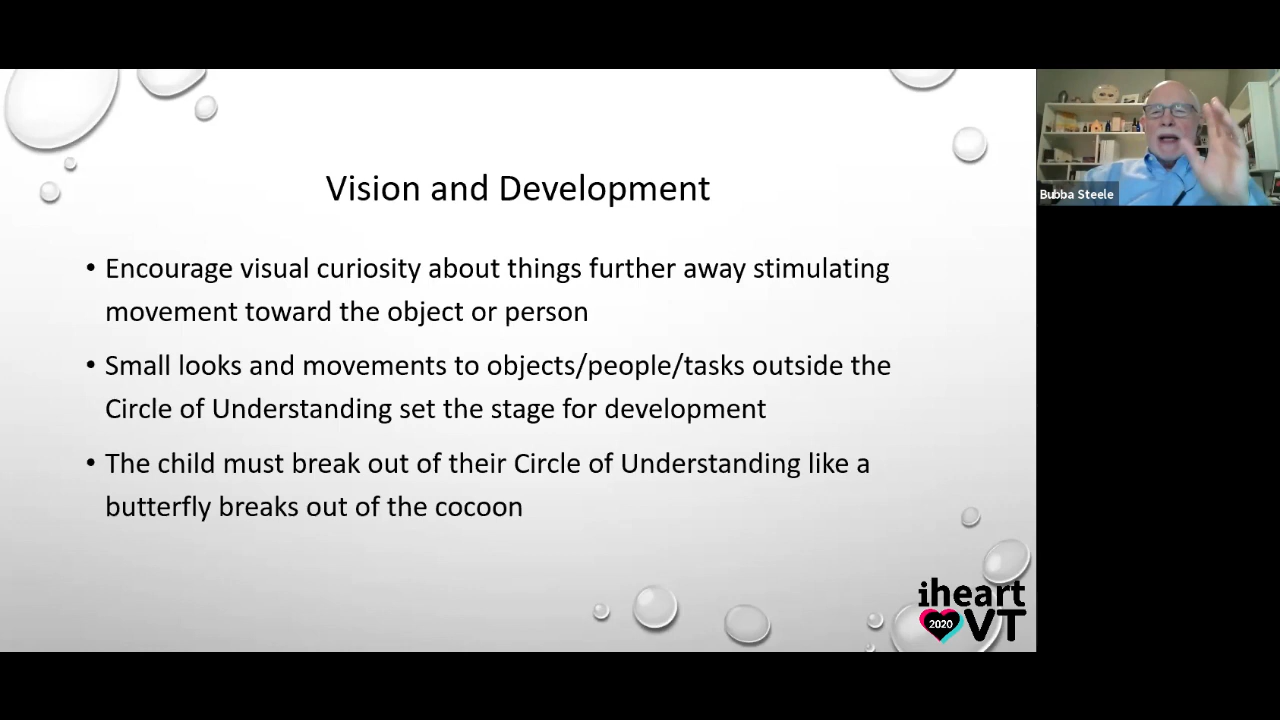 Vision and Development
• Encourage visual curiosity about things further away stimulating
movement toward the object or person
• Small looks and movements to objects/people/tasks outside the
Circle of Understanding set the stage for development
• The child must break out of their Circle of Understanding like a
butterfly breaks out of the cocoon
Bubba Steele
iheart
2020 VT